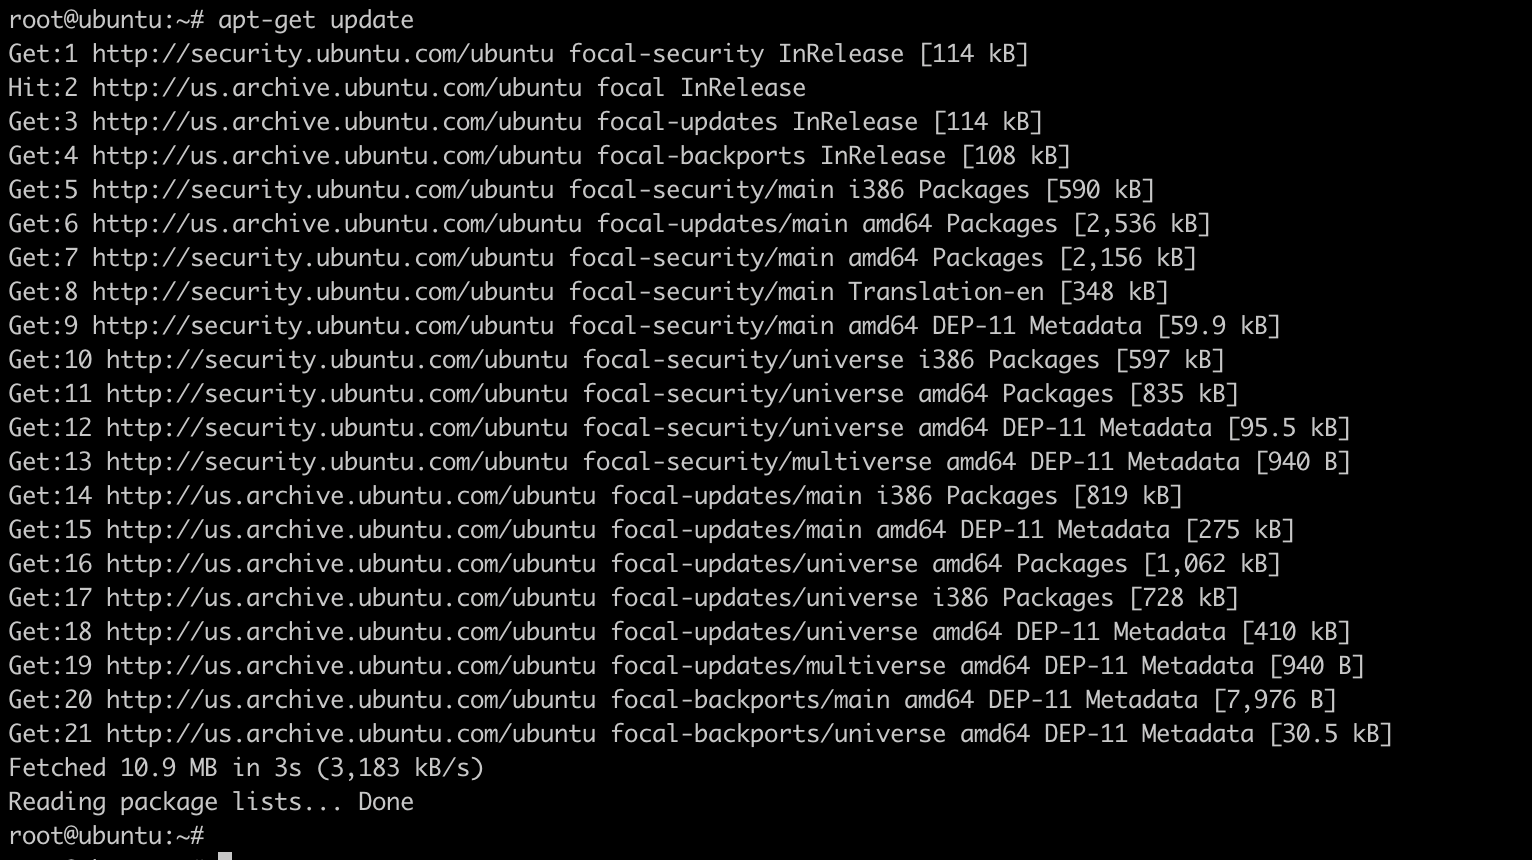 root@ubuntu:~# apt-get update
Get:1 http://security.ubuntu.com/ubuntu focal-security InRelease [114 kB]
Hit:2 http://us.archive.ubuntu.com/ubuntu focal InRelease
Get:3 http://us.archive.ubuntu.com/ubuntu focal-updates InRelease [114 kB]
Get:4 http://us.archive.ubuntu.com/ubuntu focal-backports InRelease [108 kB]
Get:5 http://security.ubuntu.com/ubuntu focal-security/main i386 Packages [590 kB]
Get:6 http://us.archive.ubuntu.com/ubuntu focal-updates/main amd64 Packages [2,536 kB]
Get:7 http://security.ubuntu.com/ubuntu focal-security/main amd64 Packages [2,156 kB]
Get:8 http://security.ubuntu.com/ubuntu focal-security/main Translation-en [348 kB]
Get:9 http://security.ubuntu.com/ubuntu focal-security/main amd64 DEP-11 Metadata [59.9 kB]
Get:10 http://security.ubuntu.com/ubuntu focal-security/universe i386 Packages [597 kB]
Get:11 http://security.ubuntu.com/ubuntu focal-security/universe amd64 Packages [835 kB]
Get:12 http://security.ubuntu.com/ubuntu focal-security/universe amd64 DEP-11 Metadata [95.5 kB]
Get:13 http://security.ubuntu.com/ubuntu focal-security/multiverse amd64 DEP-11 Metadata [940 B]
Get:14 http://us.archive.ubuntu.com/ubuntu focal-updates/main i386 Packages [819 kB]
Get:15 http://us.archive.ubuntu.com/ubuntu focal-updates/main amd64 DEP-11 Metadata [275 kB]
Get:16 http://us.archive.ubuntu.com/ubuntu focal-updates/universe amd64 Packages [1,062 kB]
Get:17 http://us.archive.ubuntu.com/ubuntu focal-updates/universe i386 Packages [728 kB]
Get:18 http://us.archive.ubuntu.com/ubuntu focal-updates/universe amd64 DEP-11 Metadata [410 kB]
Get:19 http://us.archive.ubuntu.com/ubuntu focal-updates/multiverse amd64 DEP-11 Metadata [940 B]
Get:20 http://us.archive.ubuntu.com/ubuntu focal-backports/main amd64 DEP-11 Metadata [7,976 B]
Get:21 http://us.archive.ubuntu.com/ubuntu focal-backports/universe amd64 DEP-11 Metadata [30.5 kB]
Fetched 10.9 MB in 3s (3,183 kB/s)
Reading package lists... Done
root@ubuntu:~#